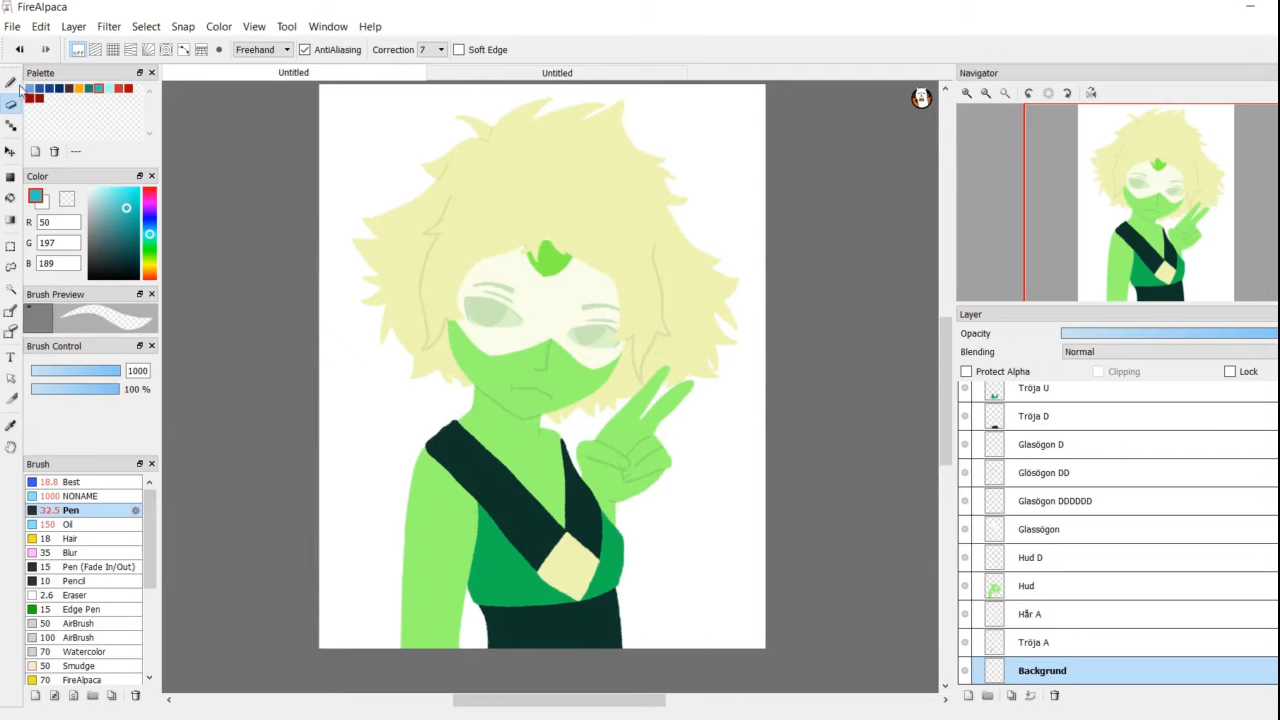 FireAlpaca
File Edit Layer Filter Select Snap Color View Tool Window Help
OFF Freehand AntiAliasing Correction 7 Soft Edge
Palette Untitled Untitled Navigator
---
Color
R 50
G 197
B 189
Brush Preview
Brush Control
1000
100 %
Brush
18.8 Best
1000 NONAME
32.5 Pen
150 Oil
18 Hair
35 Blur
15 Pen (Fade In/Out)
10 Pencil
2.6 Eraser
15 Edge Pen
50 AirBrush
100 AirBrush
70 Watercolor
50 Smudge
70 FireAlpaca
Layer
Opacity
Blending Normal
Protect Alpha Clipping Lock
Tröja U
Tröja D
Glasögon D
Glösögon DD
Glasögon DDDDDD
Glassögon
Hud D
Hud
Hår A
Tröja A
Backgrund